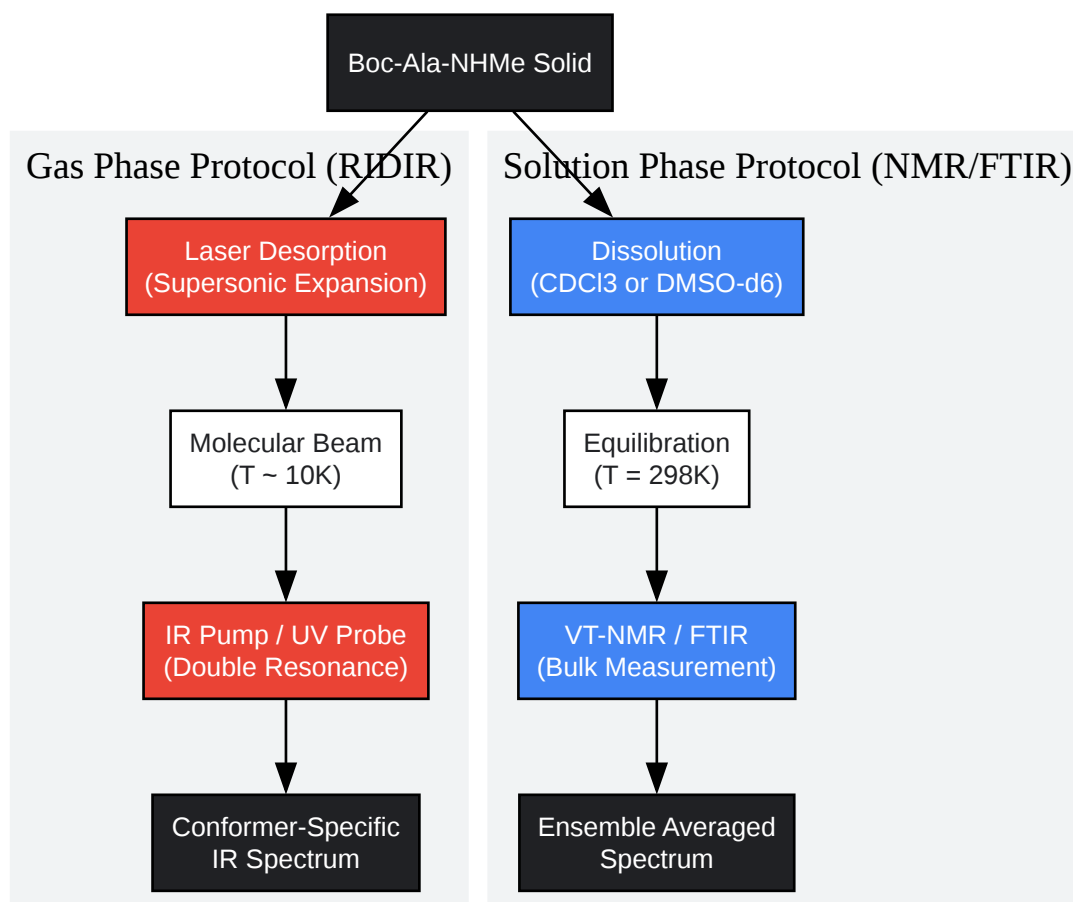 Boc-Ala-NHMe Solid
Gas Phase Protocol (RIDIR)
Laser Desorption
(Supersonic Expansion)
Molecular Beam
(T ~ 10K)
IR Pump / UV Probe
(Double Resonance)
Conformer-Specific
IR Spectrum
Solution Phase Protocol (NMR/FTIR)
Dissolution
(CDCl3 or DMSO-d6)
Equilibration
(T = 298K)
VT-NMR / FTIR
(Bulk Measurement)
Ensemble Averaged
Spectrum